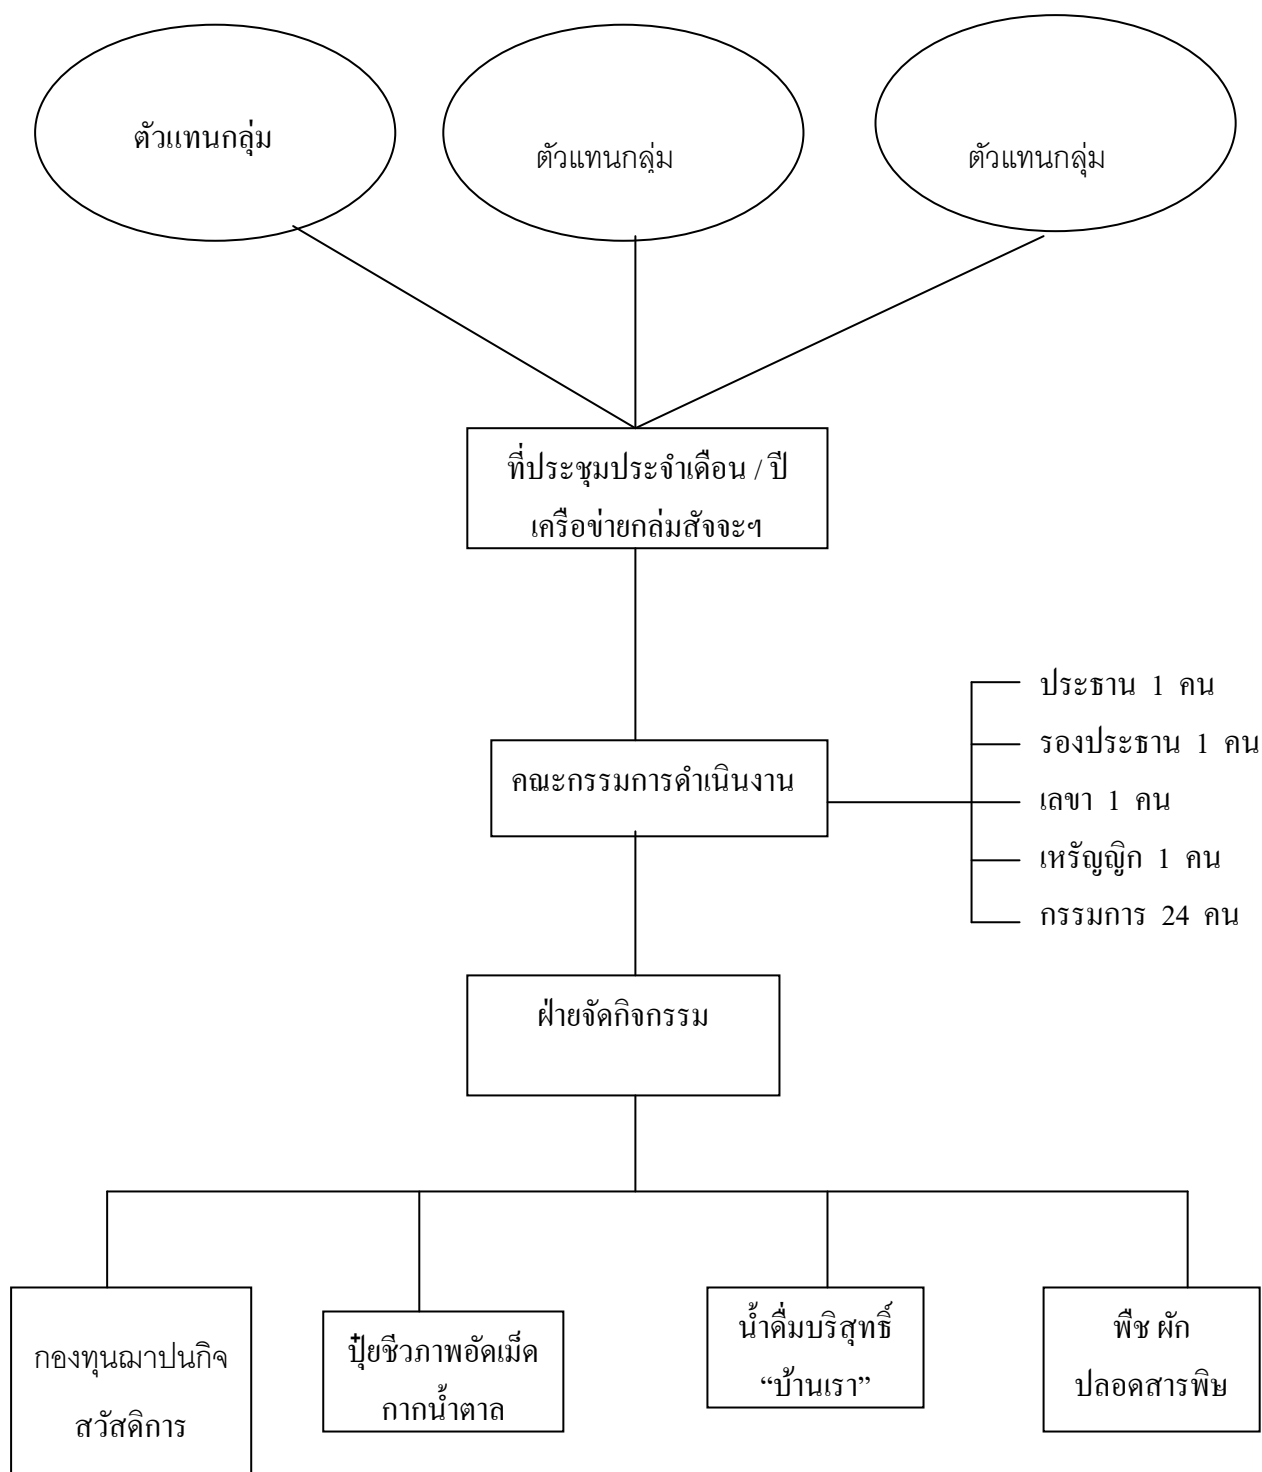 ตัวแทนกลุ่ม
ตัวแทนกลุ่ม
ตัวแทนกลุ่ม
ที่ประชุมประจำเดือน / ปี
เครือข่ายกลุ่มสัจจะฯ
ประธาน 1 คน
รองประธาน 1 คน
คณะกรรมการดำเนินงาน
เลขา 1 คน
เหรัญญิก 1 คน
กรรมการ 24 คน
ฝ่ายจัดกิจกรรม
กองทุนฌาปนกิจ
สวัสดิการ
ปุ๋ยชีวภาพอัดเม็ด
กากน้ำตาล
น้ำดื่มบริสุทธิ์
“บ้านเรา”
พืช ผัก
ปลอดสารพิษ